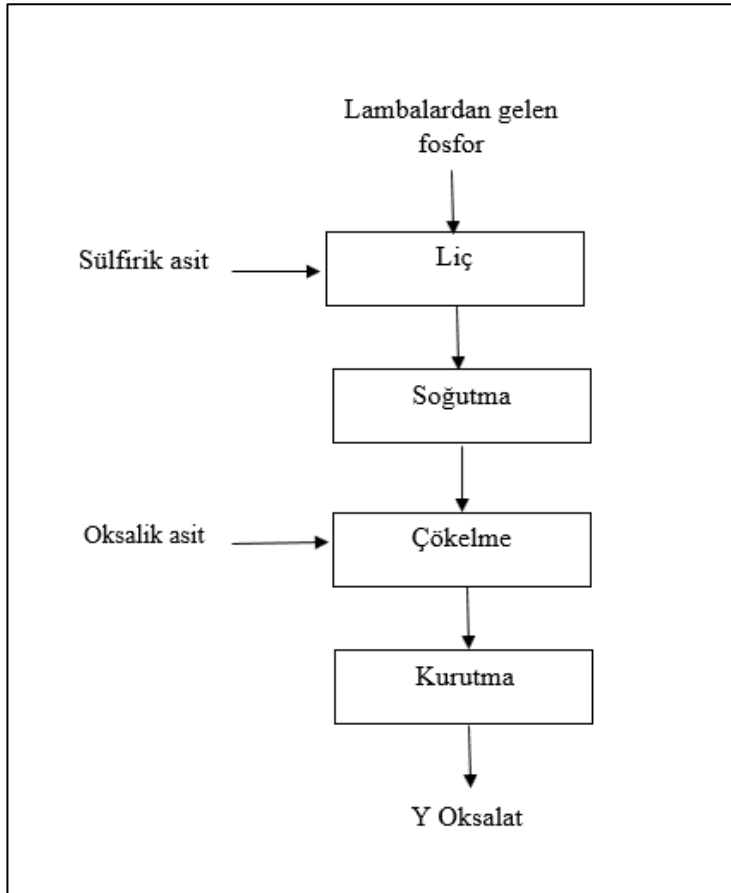 Lambalardan gelen
fosfor
Sülfirik asit
Liç
Soğutma
Oksalik asit
Çökelme
Kurutma
Y Oksalat